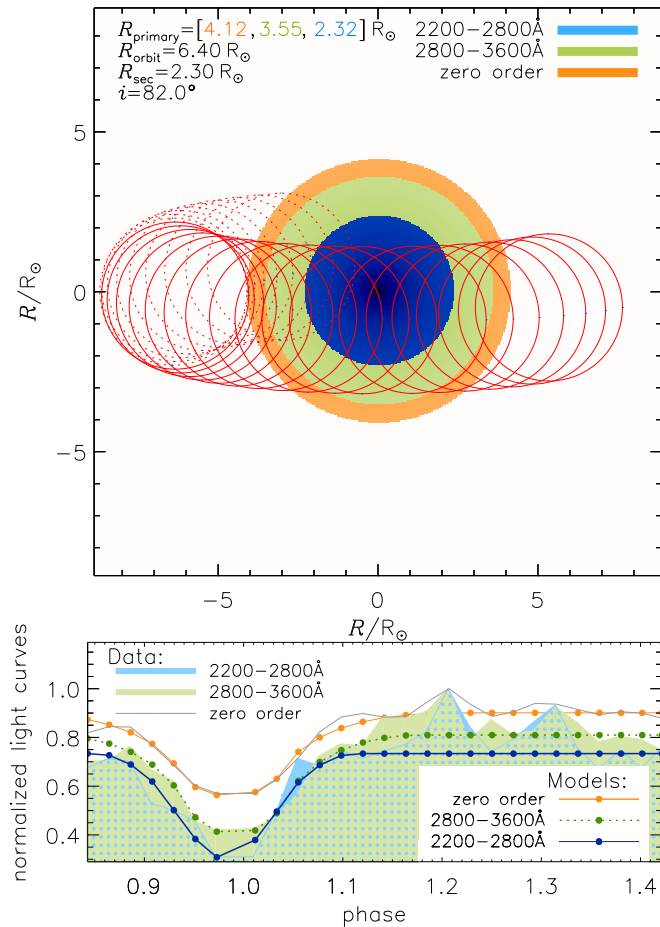 R_primary=[4.12, 3.55, 2.32] R_⊙
R_orbit=6.40 R_⊙
R_sec=2.30 R_⊙
i=82.0°
2200−2800Å
2800−3600Å
zero order
5
0
−5
R/R_⊙
−5 0 5
R/R_⊙
Data:
2200−2800Å
2800−3600Å
zero order
1.0
0.8
0.6
0.4
normalized light curves
Models:
zero order
2800−3600Å
2200−2800Å
0.9 1.0 1.1 1.2 1.3 1.4
phase